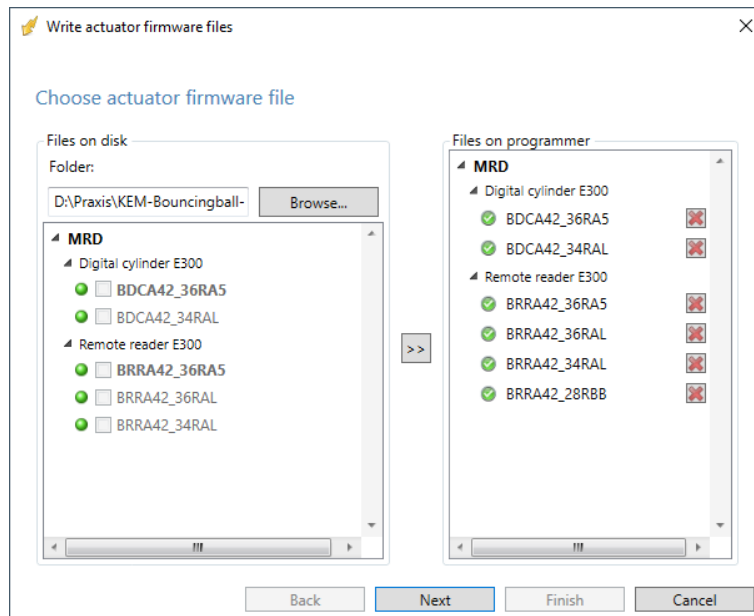 Write actuator firmware files
Choose actuator firmware file
Files on disk
Folder:
D:\Praxis\KEM-Bouncingball-
Browse...
MRD
Digital cylinder E300
BDCA42_36RA5
BDCA42_34RAL
Remote reader E300
BRRA42_36RA5
BRRA42_36RAL
BRRA42_34RAL
>>
Files on programmer
MRD
Digital cylinder E300
BDCA42_36RA5
BDCA42_34RAL
Remote reader E300
BRRA42_36RA5
BRRA42_36RAL
BRRA42_34RAL
BRRA42_28RBB
Back
Next
Finish
Cancel